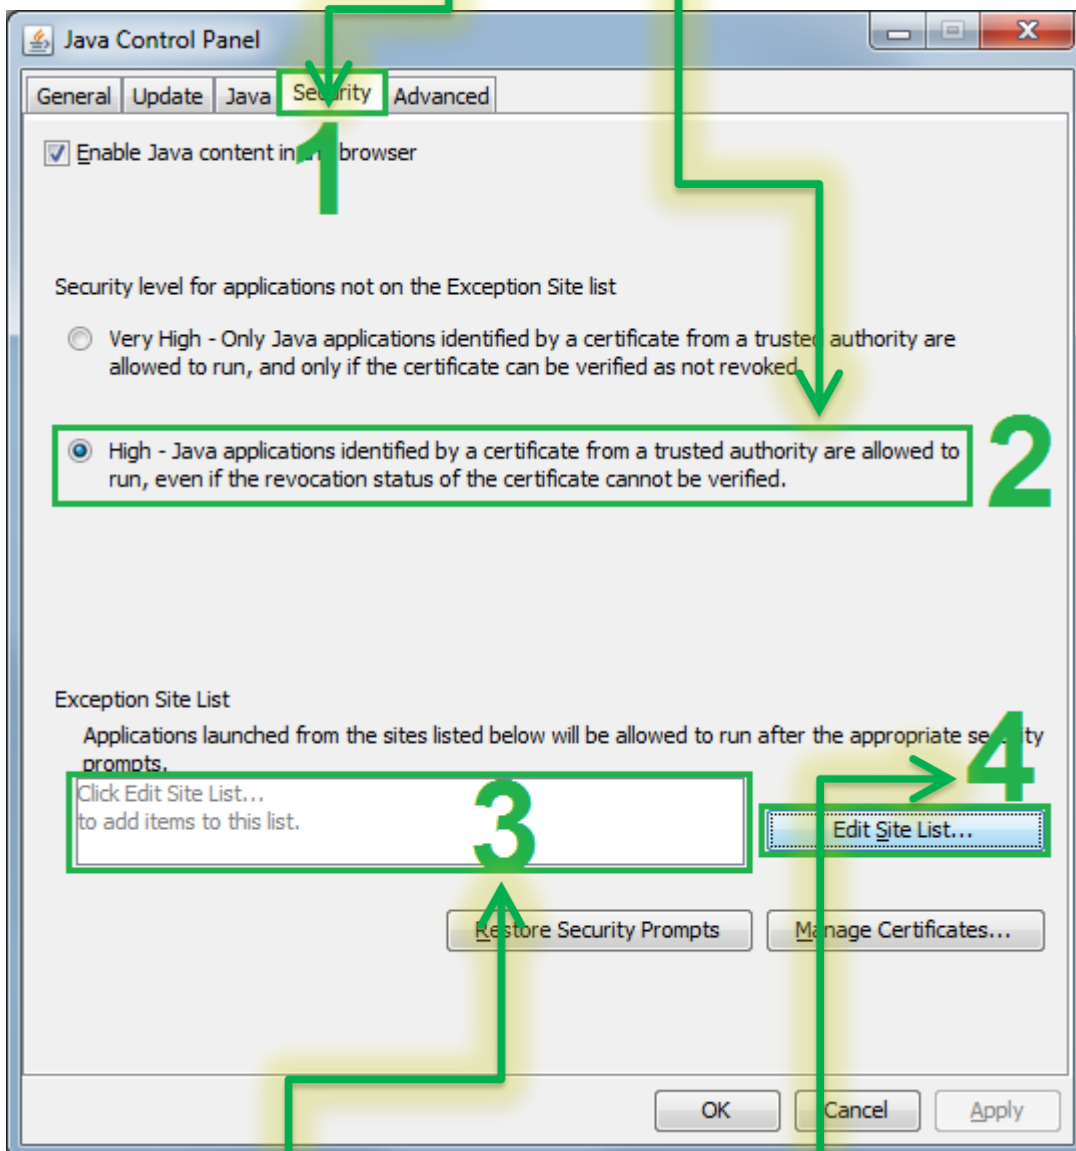 Java Control Panel
General Update Java Security Advanced
1
Enable Java content in the browser
Security level for applications not on the Exception Site list
Very High - Only Java applications identified by a certificate from a trusted authority are
allowed to run, and only if the certificate can be verified as not revoked.
High - Java applications identified by a certificate from a trusted authority are allowed to
run, even if the revocation status of the certificate cannot be verified.
2
Exception Site List
Applications launched from the sites listed below will be allowed to run after the appropriate security
prompts.
4
Click Edit Site List...
to add items to this list.
3
Edit Site List...
Restore Security Prompts
Manage Certificates...
OK
Cancel
Apply